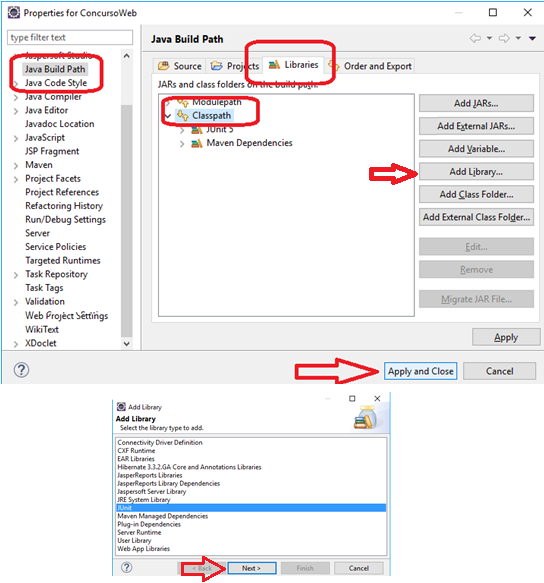 Properties for ConcursoWeb
type filter text
Java Build Path
Jaspersoft Studio
Java Build Path
Java Code Style
Java Compiler
Java Editor
Javadoc Location
JavaScript
JSP Fragment
Maven
Project Facets
Project References
Refactoring History
Run/Debug Settings
Server
Service Policies
Targeted Runtimes
Task Repository
Task Tags
Validation
Web Project Settings
WikiText
XDoclet
Source
Projects
Libraries
Order and Export
JARs and class folders on the build path:
Modulepath
Classpath
JUnit 5
Maven Dependencies
Add JARs...
Add External JARs...
Add Variable...
Add Library...
Add Class Folder...
Add External Class Folder...
Edit...
Remove
Migrate JAR File...
Apply
Apply and Close
Cancel
Add Library
Add Library
Select the library type to add.
Connectivity Driver Definition
CXF Runtime
EAR Libraries
Hibernate 3.3.2.GA Core and Annotations Libraries
JasperReports Libraries
JasperReports Library Dependencies
Jaspersoft Server Library
JRE System Library
JUnit
Maven Managed Dependencies
Plug-in Dependencies
Server Runtime
User Library
Web App Libraries
< Back
Next >
Finish
Cancel